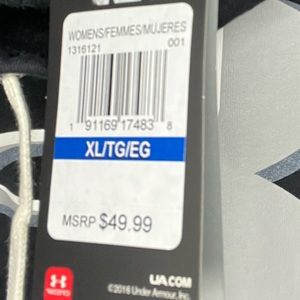 WOMENS/FEMMES/MUJERES
1316121 001
1 91169 17483 8
XL/TG/EG
MSRP $49.99
UA.COM
©2016 Under Armour, Inc.